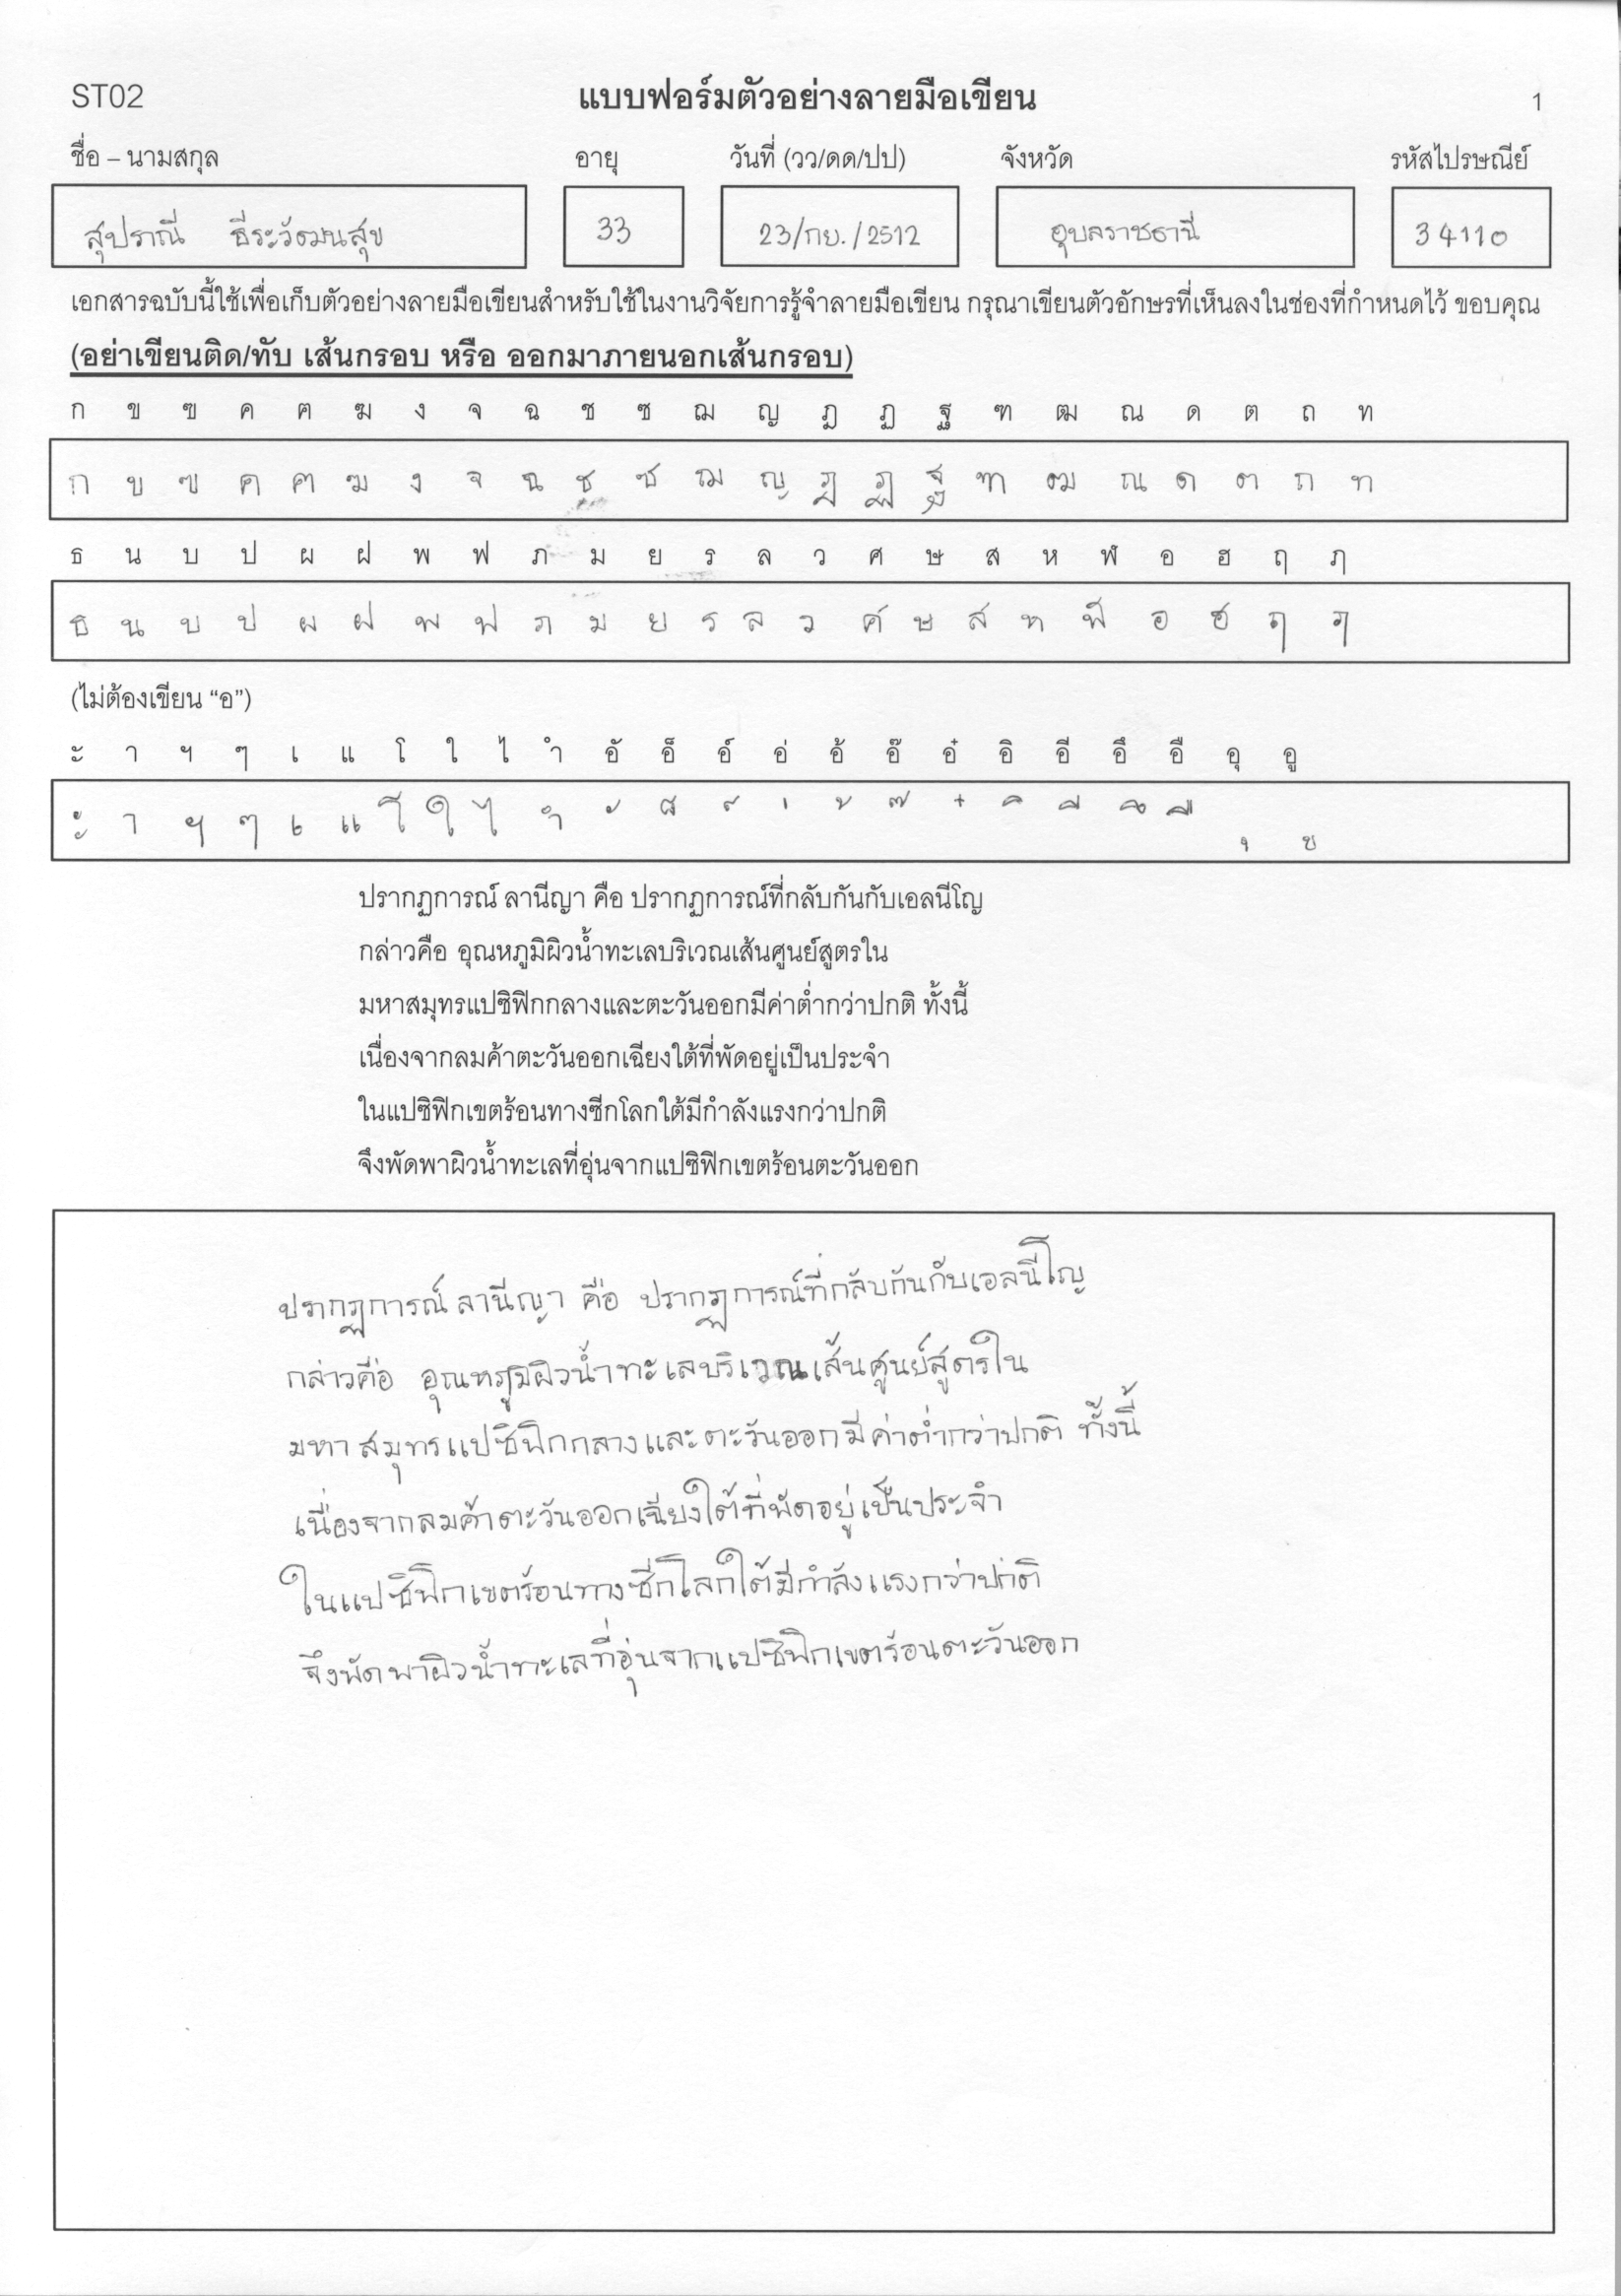 ST02 แบบฟอร์มตัวอย่างลายมือเขียน 1
ชื่อ – นามสกุล อายุ วันที่ (วว/ดด/ปป) จังหวัด รหัสไปรษณีย์
สุปราณี ธีระวัฒนสุข 33 23/กย./2512 อุบลราชธานี 34110
เอกสารฉบับนี้ใช้เพื่อเก็บตัวอย่างลายมือเขียนสำหรับใช้ในงานวิจัยการรู้จำลายมือเขียน กรุณาเขียนตัวอักษรที่เห็นลงในช่องที่กำหนดไว้ ขอบคุณ
(อย่าเขียนติด/ทับ เส้นกรอบ หรือ ออกมาภายนอกเส้นกรอบ)
ก ข ฃ ค ฅ ฆ ง จ ฉ ช ซ ฌ ญ ฎ ฏ ฐ ฑ ฒ ณ ด ต ถ ท
ก ข ฃ ค ฅ ฆ ง จ ฉ ช ซ ฌ ญ ฎ ฏ ฐ ฑ ฒ ณ ด ต ถ ท
ธ น บ ป ผ ฝ พ ฟ ภ ม ย ร ล ว ศ ษ ส ห ฬ อ ฮ ฤ ฦ
ธ น บ ป ผ ฝ พ ฟ ภ ม ย ร ล ว ศ ษ ส ห ฬ อ ฮ ฤ ฦ
(ไม่ต้องเขียน “อ”)
ะ า ฯ ๆ เ แ โ ใ ไ ำ อั อ็ อ์ อ่ อ้ อ๊ อ๋ อิ อี อึ อื อุ อู
ะ า ฯ ๆ เ แ โ ใ ไ ำ ั ็ ์ ่ ้ ๊ ๋ ิ ี ึ ื ุ ู
ปรากฏการณ์ ลานีญา คือ ปรากฏการณ์ที่กลับกันกับเอลนีโญ
กล่าวคือ อุณหภูมิผิวน้ำทะเลบริเวณเส้นศูนย์สูตรใน
มหาสมุทรแปซิฟิกกลางและตะวันออกมีค่าต่ำกว่าปกติ ทั้งนี้
เนื่องจากลมค้าตะวันออกเฉียงใต้ที่พัดอยู่เป็นประจำ
ในแปซิฟิกเขตร้อนทางซีกโลกใต้มีกำลังแรงกว่าปกติ
จึงพัดพาผิวน้ำทะเลที่อุ่นจากแปซิฟิกเขตร้อนตะวันออก
ปรากฏการณ์ ลานีญา คือ ปรากฏการณ์ที่กลับกันกับเอลนีโญ
กล่าวคือ อุณหภูมิผิวน้ำทะเลบริเวณเส้นศูนย์สูตรใน
มหาสมุทรแปซิฟิกกลางและตะวันออกมีค่าต่ำกว่าปกติ ทั้งนี้
เนื่องจากลมค้าตะวันออกเฉียงใต้ที่พัดอยู่เป็นประจำ
ในแปซิฟิกเขตร้อนทางซีกโลกใต้มีกำลังแรงกว่าปกติ
จึงพัดพาผิวน้ำทะเลที่อุ่นจากแปซิฟิกเขตร้อนตะวันออก